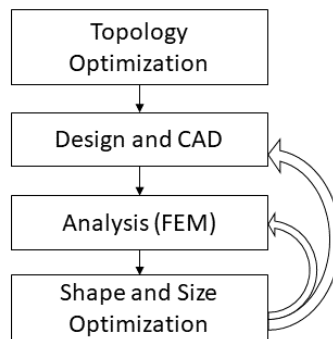 Topology
Optimization
Design and CAD
Analysis (FEM)
Shape and Size
Optimization